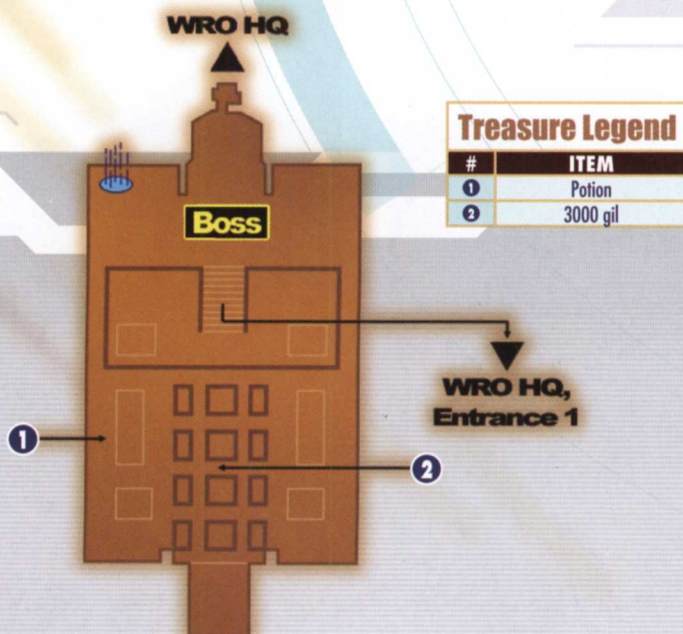 WRO HQ
Treasure Legend
# ITEM
1 Potion
2 3000 gil
Boss
WRO HQ,
Entrance 1
1
2